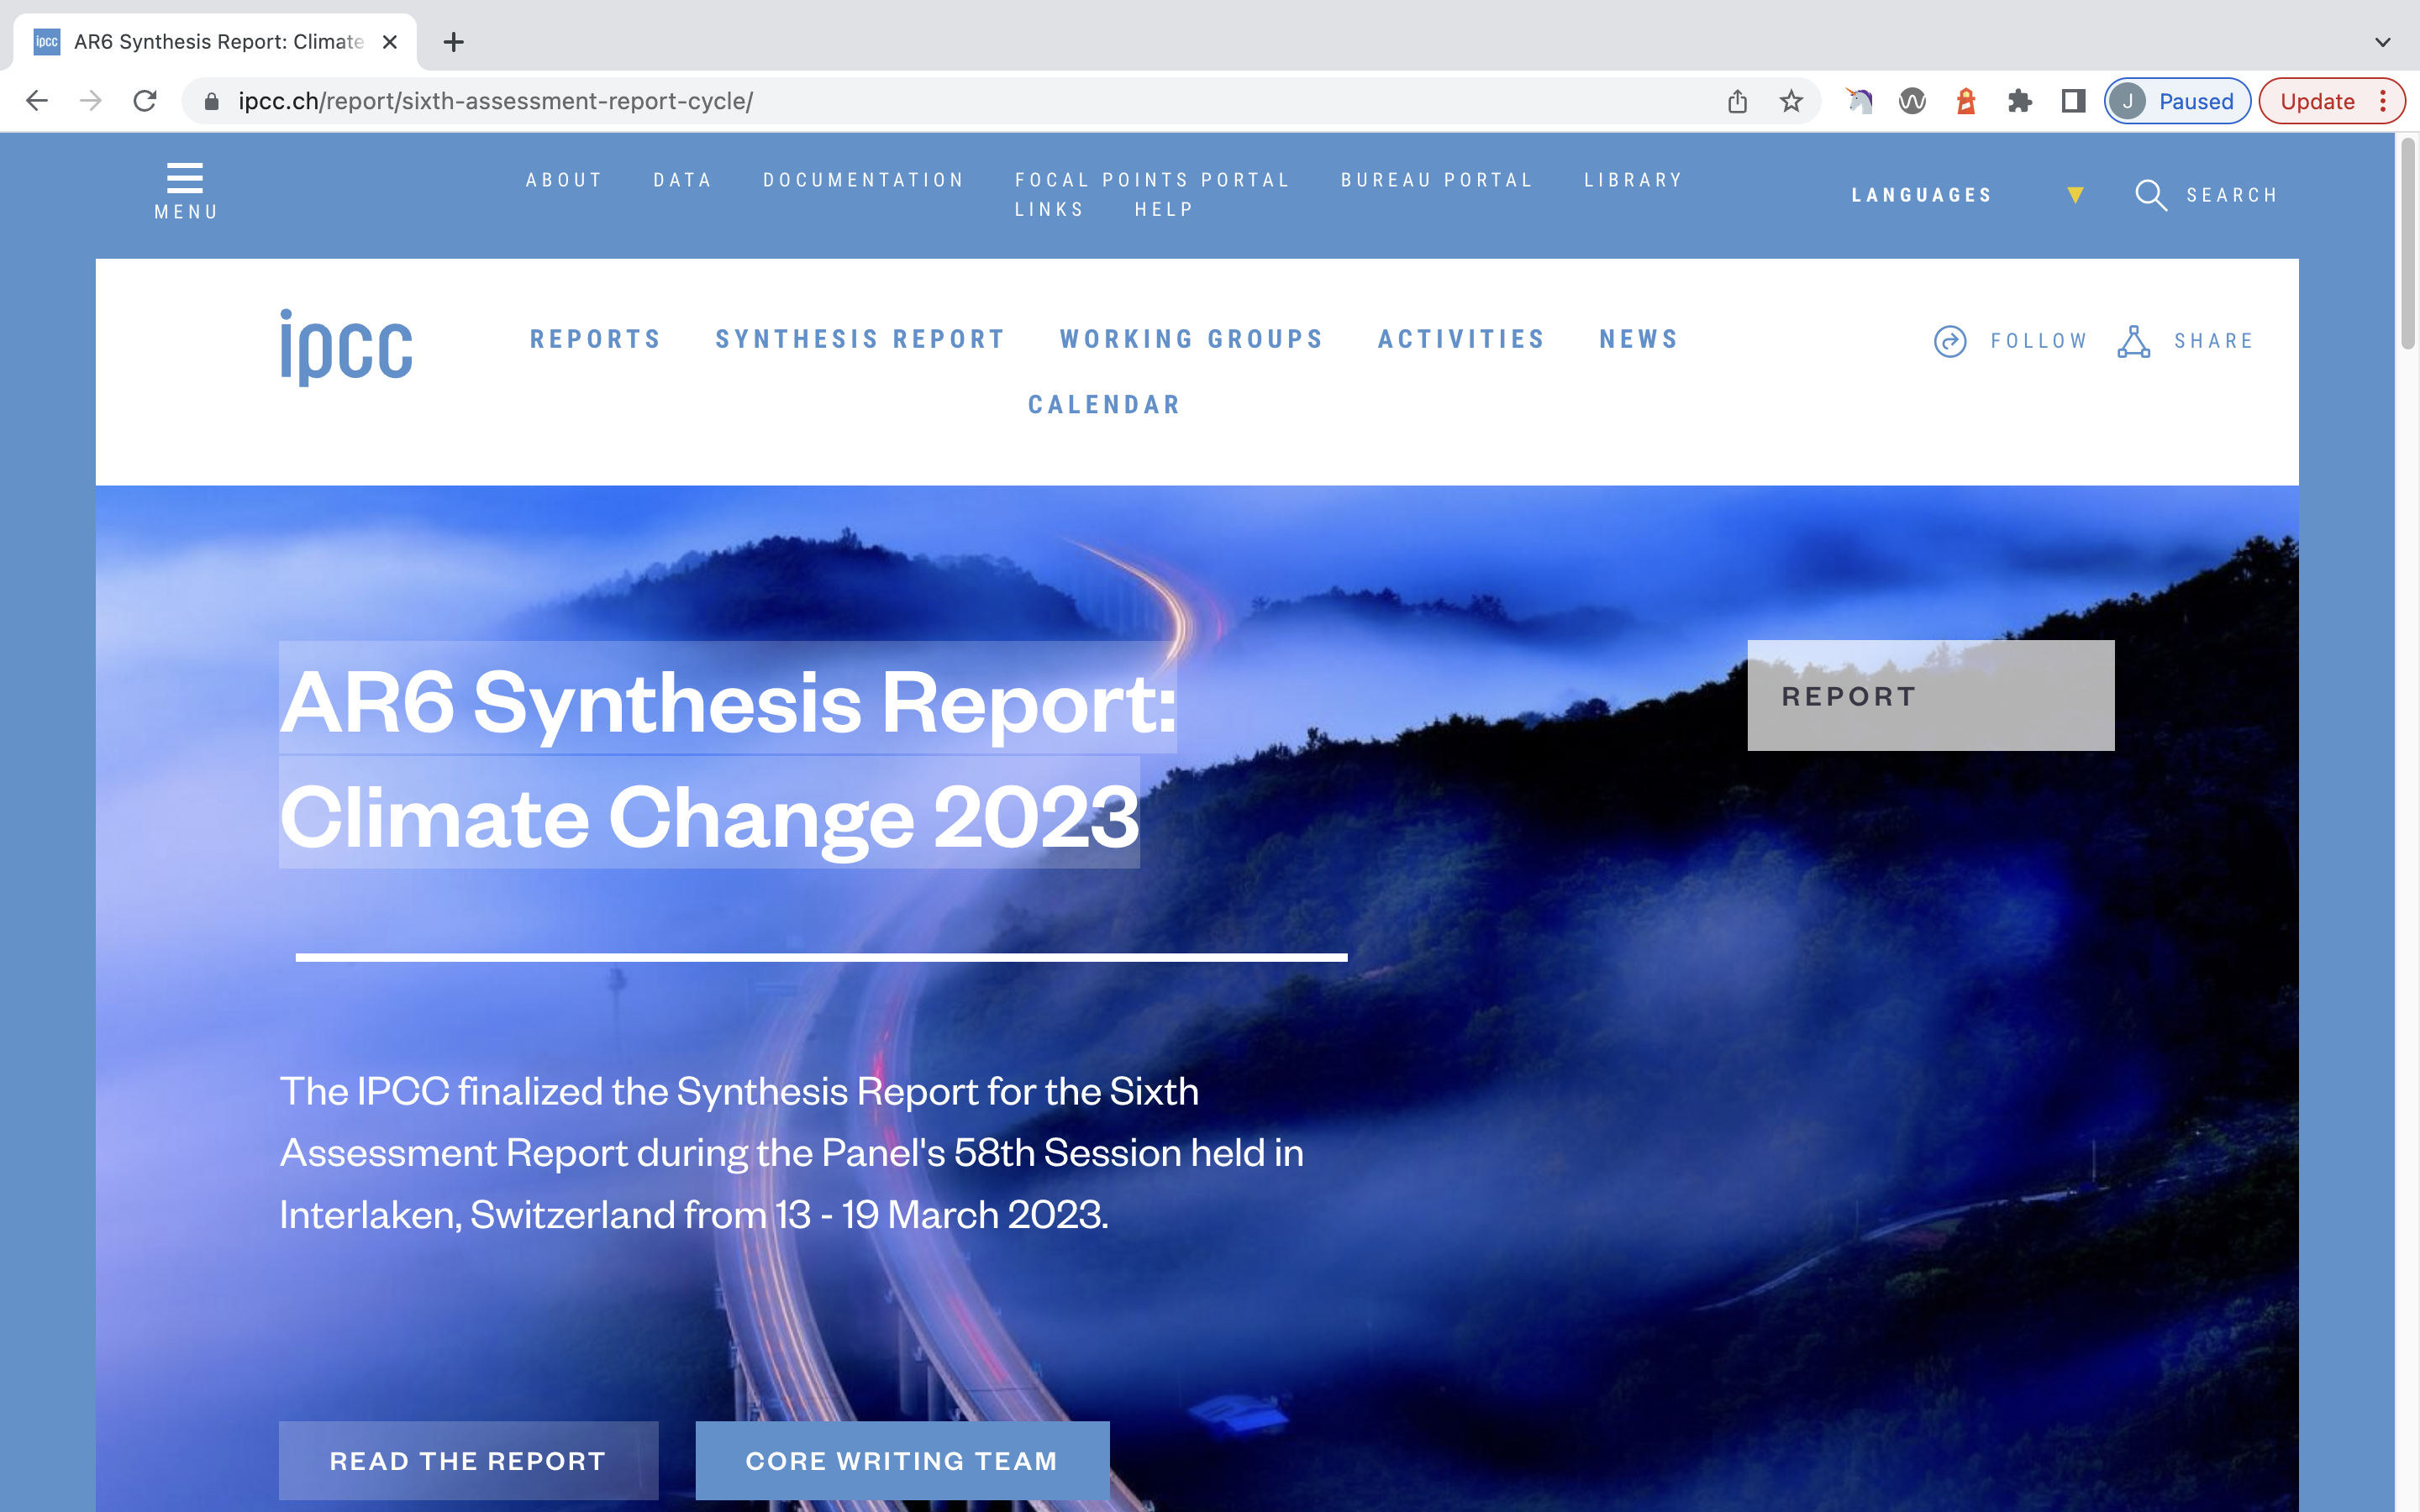 ipcc AR6 Synthesis Report: Climate
ipcc.ch/report/sixth-assessment-report-cycle/
J Paused
Update
MENU
ABOUT DATA DOCUMENTATION FOCAL POINTS PORTAL BUREAU PORTAL LIBRARY
LINKS HELP
LANGUAGES
SEARCH
ipcc
REPORTS SYNTHESIS REPORT WORKING GROUPS ACTIVITIES NEWS
CALENDAR
FOLLOW SHARE
AR6 Synthesis Report:
Climate Change 2023
REPORT
The IPCC finalized the Synthesis Report for the Sixth
Assessment Report during the Panel's 58th Session held in
Interlaken, Switzerland from 13 - 19 March 2023.
READ THE REPORT
CORE WRITING TEAM